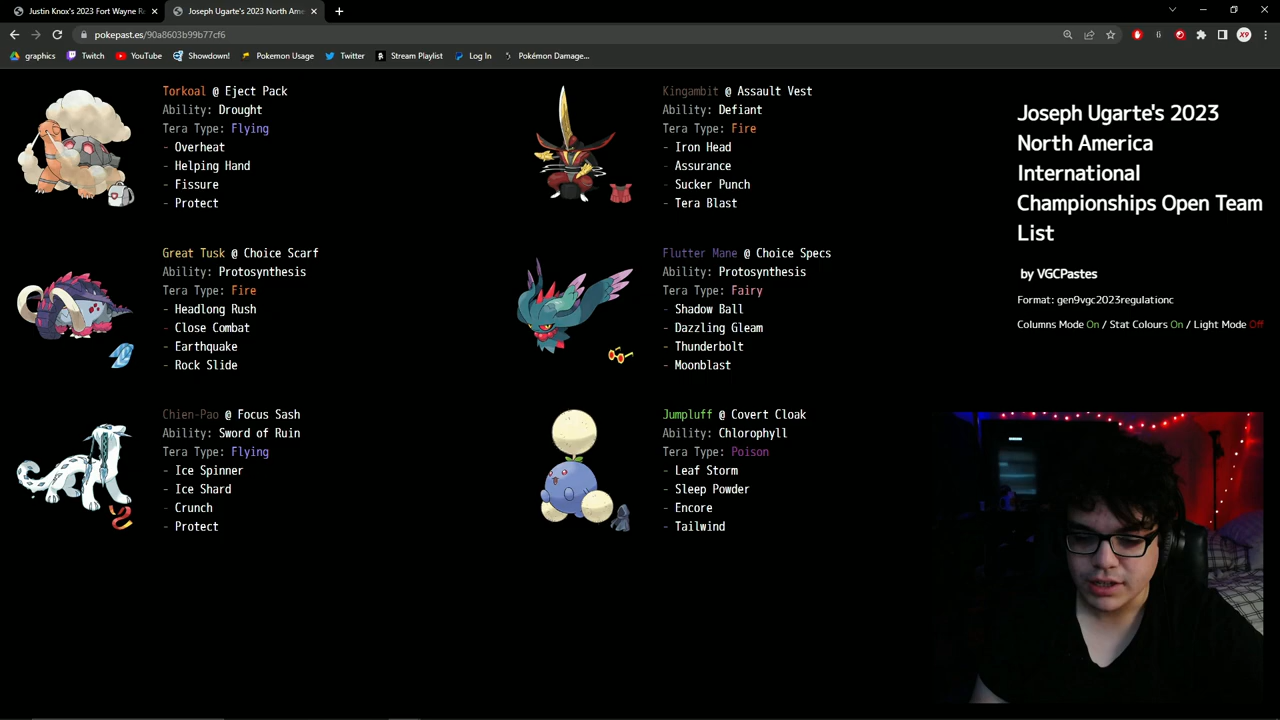 Justin Knox's 2023 Fort Wayne Re
Joseph Ugarte's 2023 North Ame
pokepast.es/90a8603b99b77cf6
graphics
Twitch
YouTube
Showdown!
Pokemon Usage
Twitter
Stream Playlist
Log In
Pokémon Damage...
Torkoal @ Eject Pack
Ability: Drought
Tera Type: Flying
- Overheat
- Helping Hand
- Fissure
- Protect
Kingambit @ Assault Vest
Ability: Defiant
Tera Type: Fire
- Iron Head
- Assurance
- Sucker Punch
- Tera Blast
Great Tusk @ Choice Scarf
Ability: Protosynthesis
Tera Type: Fire
- Headlong Rush
- Close Combat
- Earthquake
- Rock Slide
Flutter Mane @ Choice Specs
Ability: Protosynthesis
Tera Type: Fairy
- Shadow Ball
- Dazzling Gleam
- Thunderbolt
- Moonblast
Chien-Pao @ Focus Sash
Ability: Sword of Ruin
Tera Type: Flying
- Ice Spinner
- Ice Shard
- Crunch
- Protect
Jumpluff @ Covert Cloak
Ability: Chlorophyll
Tera Type: Poison
- Leaf Storm
- Sleep Powder
- Encore
- Tailwind
Joseph Ugarte's 2023
North America
International
Championships Open Team
List
by VGCPastes
Format: gen9vgc2023regulationc
Columns Mode On / Stat Colours On / Light Mode Off